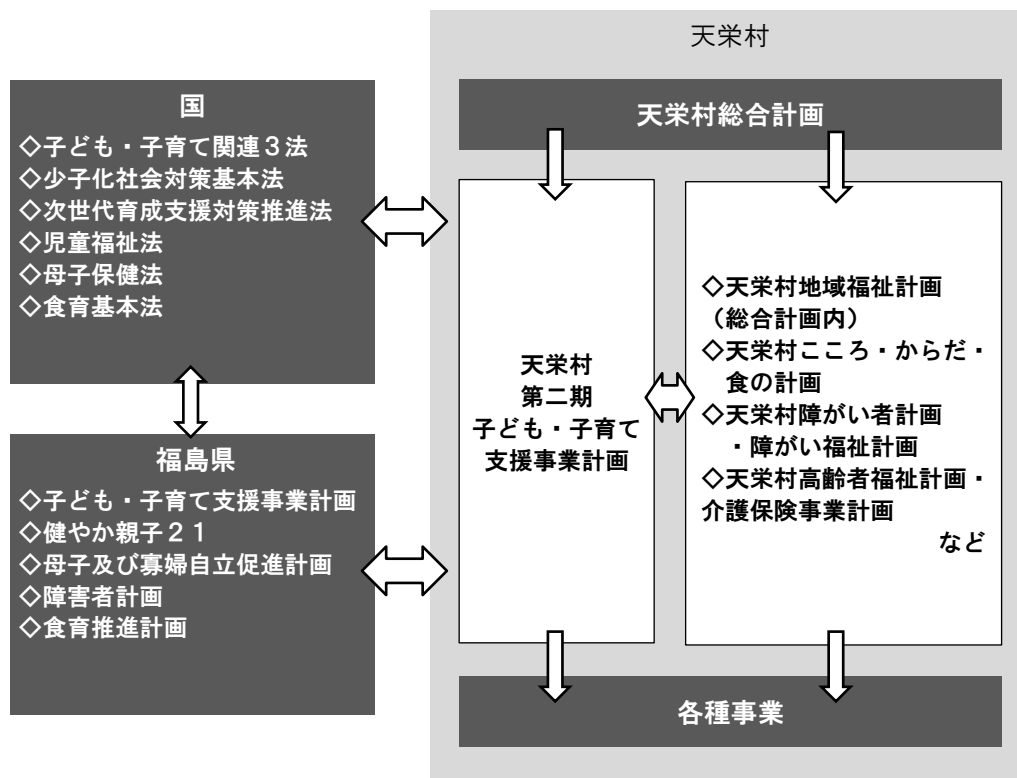 天栄村
国
◇子ども・子育て関連３法
◇少子化社会対策基本法
◇次世代育成支援対策推進法
◇児童福祉法
◇母子保健法
◇食育基本法
福島県
◇子ども・子育て支援事業計画
◇健やか親子２１
◇母子及び寡婦自立促進計画
◇障害者計画
◇食育推進計画
天栄村総合計画
天栄村
第二期
子ども・子育て
支援事業計画
◇天栄村地域福祉計画
（総合計画内）
◇天栄村こころ・からだ・
食の計画
◇天栄村障がい者計画
・障がい福祉計画
◇天栄村高齢者福祉計画・
介護保険事業計画
など
各種事業